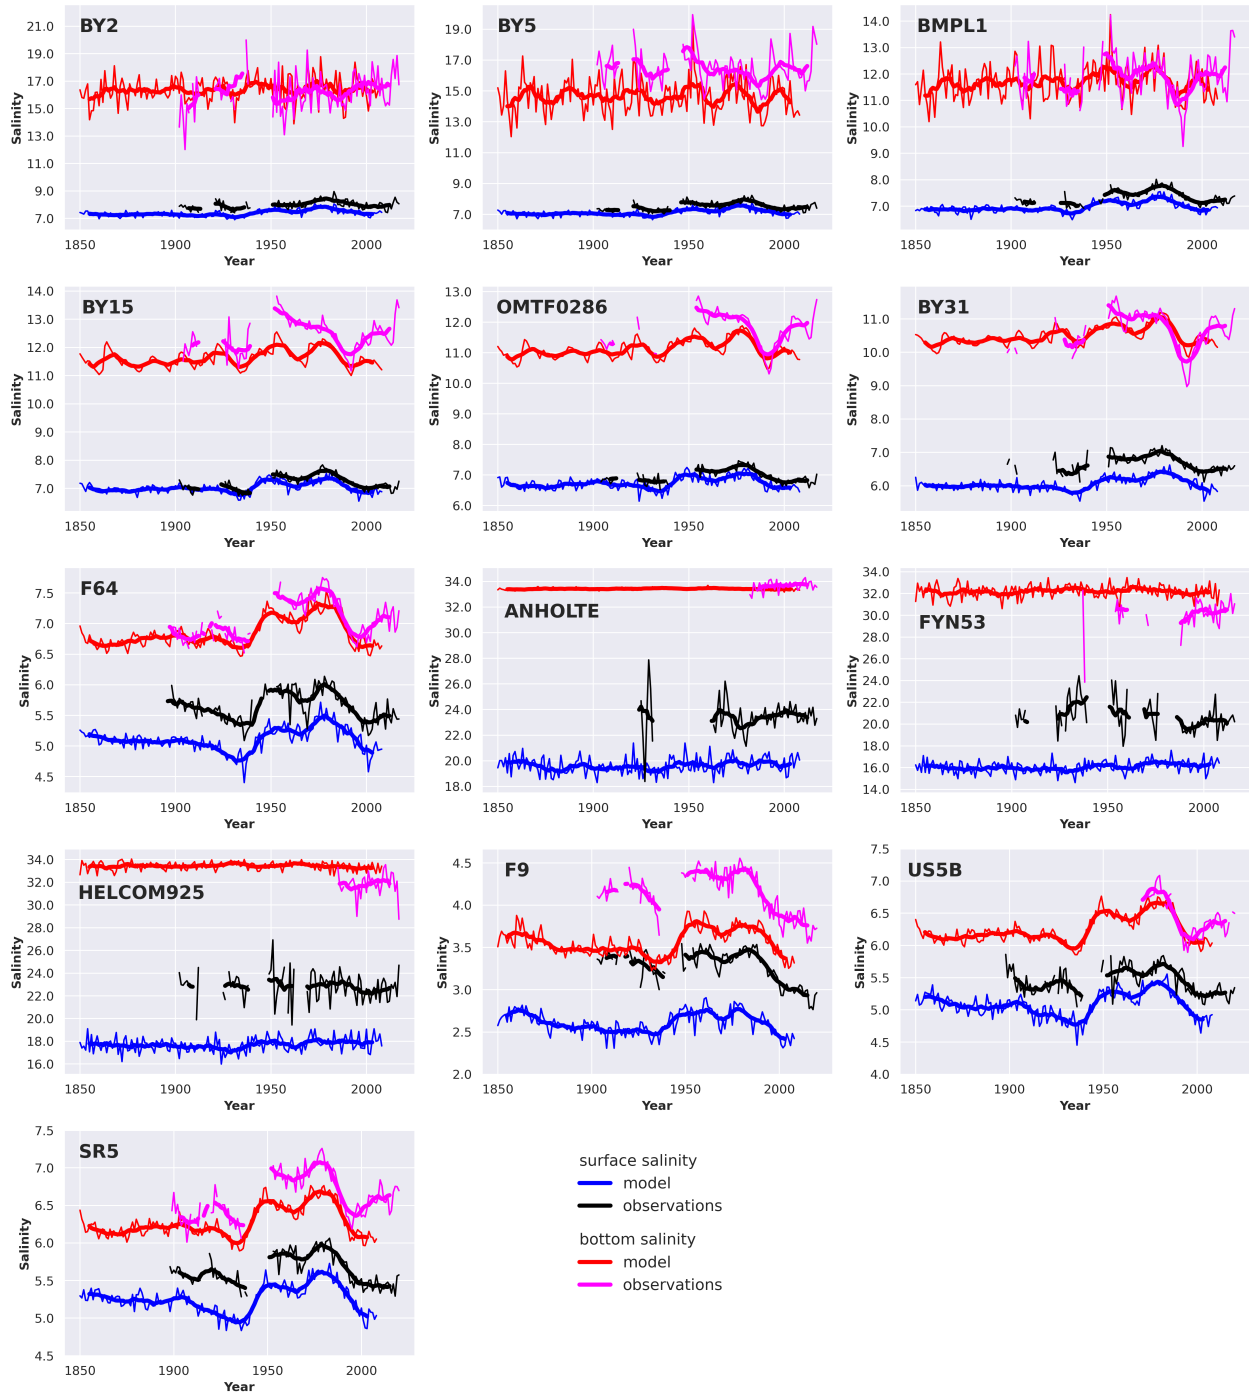 BY2
21.0
19.0
17.0
15.0
13.0
11.0
9.0
7.0
Salinity
1850 1900 1950 2000
Year
BY5
19.0
17.0
15.0
13.0
11.0
9.0
7.0
Salinity
1850 1900 1950 2000
Year
BMPL1
14.0
13.0
12.0
11.0
10.0
9.0
8.0
7.0
Salinity
1850 1900 1950 2000
Year
BY15
14.0
13.0
12.0
11.0
10.0
9.0
8.0
7.0
Salinity
1850 1900 1950 2000
Year
OMTF0286
13.0
12.0
11.0
10.0
9.0
8.0
7.0
6.0
Salinity
1850 1900 1950 2000
Year
BY31
11.0
10.0
9.0
8.0
7.0
6.0
Salinity
1850 1900 1950 2000
Year
F64
7.5
7.0
6.5
6.0
5.5
5.0
4.5
Salinity
1850 1900 1950 2000
Year
ANHOLTE
34.0
32.0
30.0
28.0
26.0
24.0
22.0
20.0
18.0
Salinity
1850 1900 1950 2000
Year
FYN53
34.0
32.0
30.0
28.0
26.0
24.0
22.0
20.0
18.0
16.0
14.0
Salinity
1850 1900 1950 2000
Year
HELCOM925
34.0
32.0
30.0
28.0
26.0
24.0
22.0
20.0
18.0
16.0
Salinity
1850 1900 1950 2000
Year
F9
4.5
4.0
3.5
3.0
2.5
2.0
Salinity
1850 1900 1950 2000
Year
US5B
7.5
7.0
6.5
6.0
5.5
5.0
4.5
4.0
Salinity
1850 1900 1950 2000
Year
SR5
7.5
7.0
6.5
6.0
5.5
5.0
4.5
Salinity
1850 1900 1950 2000
Year
surface salinity
model
observations
bottom salinity
model
observations